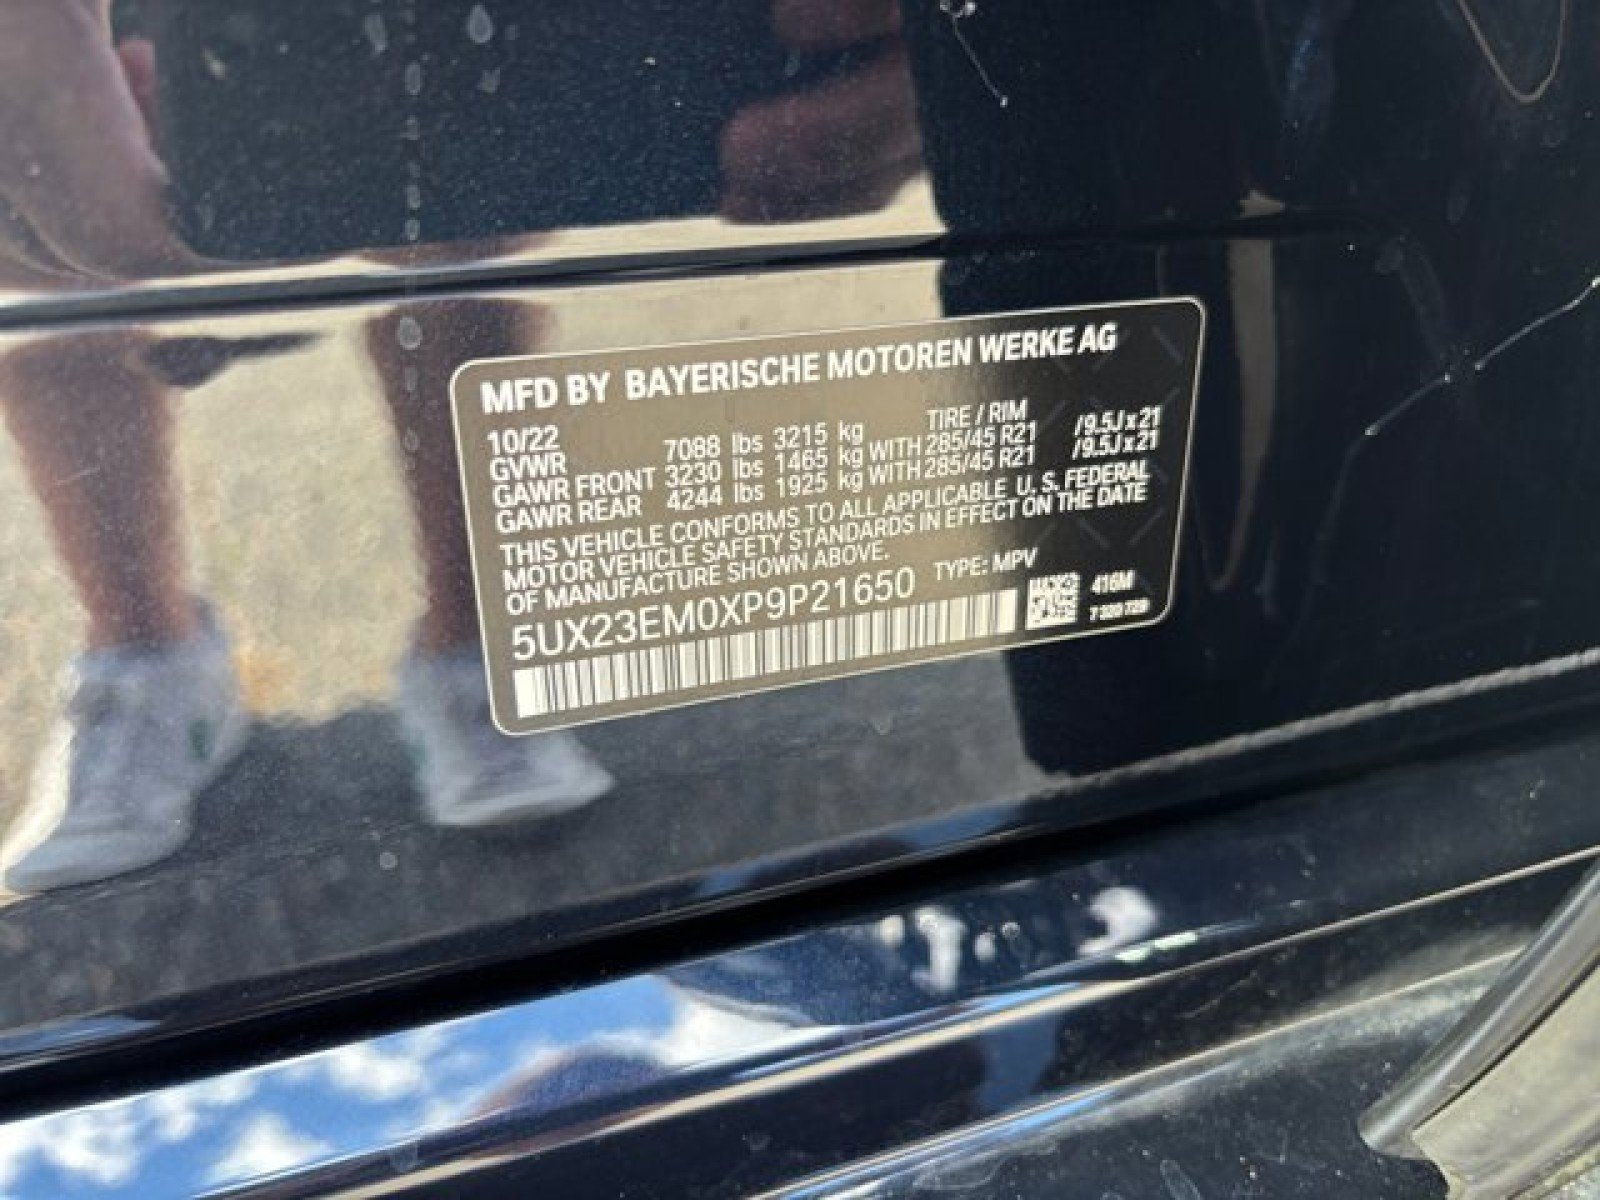 MFD BY BAYERISCHE MOTOREN WERKE AG
10/22 TIRE / RIM
GVWR 7088 lbs 3215 kg
GAWR FRONT 3230 lbs 1465 kg WITH 285/45 R21 /9.5J x 21
GAWR REAR 4244 lbs 1925 kg WITH 285/45 R21 /9.5J x 21
THIS VEHICLE CONFORMS TO ALL APPLICABLE U. S. FEDERAL
MOTOR VEHICLE SAFETY STANDARDS IN EFFECT ON THE DATE
OF MANUFACTURE SHOWN ABOVE.
5UX23EM0XP9P21650 TYPE: MPV
416M